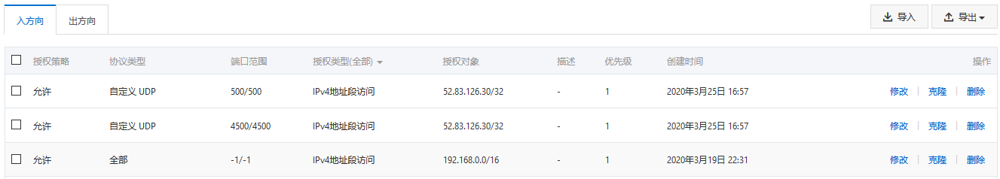 入方向 出方向 导入 导出
授权策略 协议类型 端口范围 授权类型(全部) 授权对象 描述 优先级 创建时间 操作
允许 自定义 UDP 500/500 IPv4地址段访问 52.83.126.30/32 - 1 2020年3月25日 16:57 修改 克隆 删除
允许 自定义 UDP 4500/4500 IPv4地址段访问 52.83.126.30/32 - 1 2020年3月25日 16:57 修改 克隆 删除
允许 全部 -1/-1 IPv4地址段访问 192.168.0.0/16 - 1 2020年3月19日 22:31 修改 克隆 删除